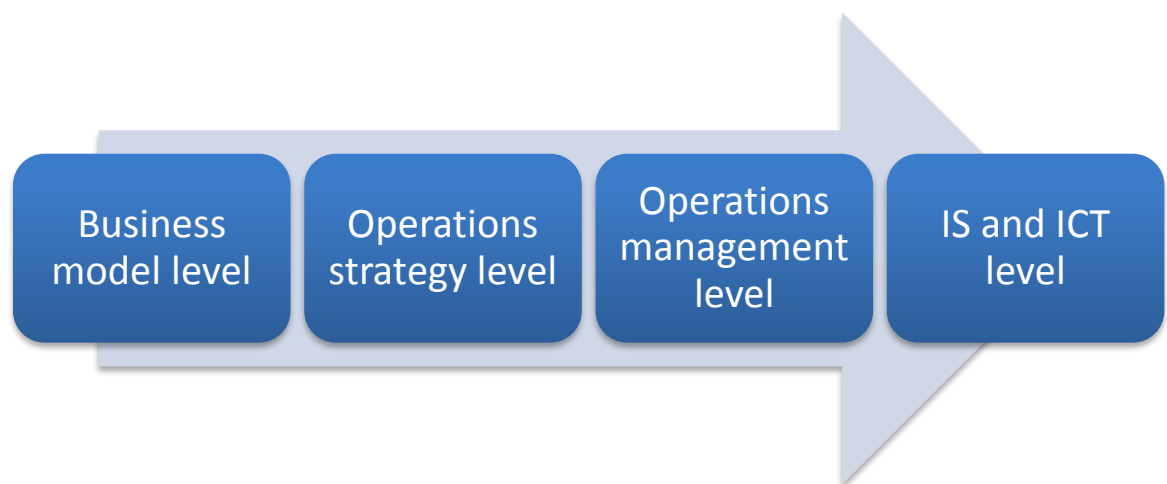 Business
model level
Operations
strategy level
Operations
management
level
IS and ICT
level